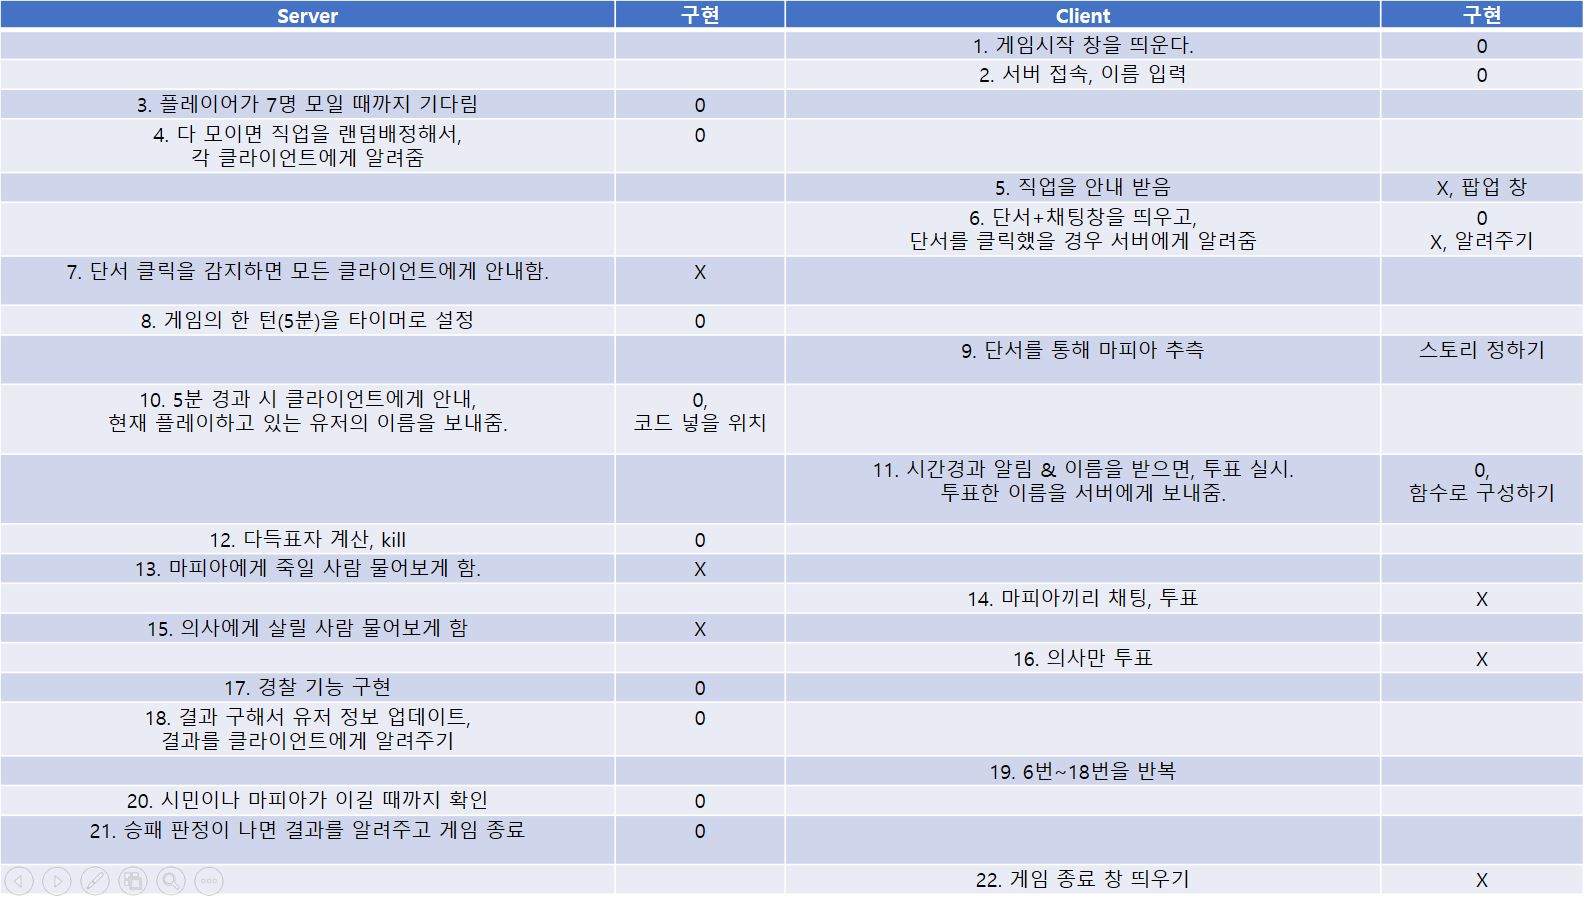 Server 구현 Client 구현
1. 게임시작 창을 띄운다. 0
2. 서버 접속, 이름 입력 0
3. 플레이어가 7명 모일 때까지 기다림 0
4. 다 모이면 직업을 랜덤배정해서, 0
각 클라이언트에게 알려줌
5. 직업을 안내 받음 X, 팝업 창
6. 단서+채팅창을 띄우고, 0
단서를 클릭했을 경우 서버에게 알려줌 X, 알려주기
7. 단서 클릭을 감지하면 모든 클라이언트에게 안내함. X
8. 게임의 한 턴(5분)을 타이머로 설정 0
9. 단서를 통해 마피아 추측 스토리 정하기
10. 5분 경과 시 클라이언트에게 안내, 0,
현재 플레이하고 있는 유저의 이름을 보내줌. 코드 넣을 위치
11. 시간경과 알림 & 이름을 받으면, 투표 실시. 0,
투표한 이름을 서버에게 보내줌. 함수로 구성하기
12. 다득표자 계산, kill 0
13. 마피아에게 죽일 사람 물어보게 함. X
14. 마피아끼리 채팅, 투표 X
15. 의사에게 살릴 사람 물어보게 함 X
16. 의사만 투표 X
17. 경찰 기능 구현 0
18. 결과 구해서 유저 정보 업데이트, 0
결과를 클라이언트에게 알려주기
19. 6번~18번을 반복
20. 시민이나 마피아가 이길 때까지 확인 0
21. 승패 판정이 나면 결과를 알려주고 게임 종료 0
22. 게임 종료 창 띄우기 X